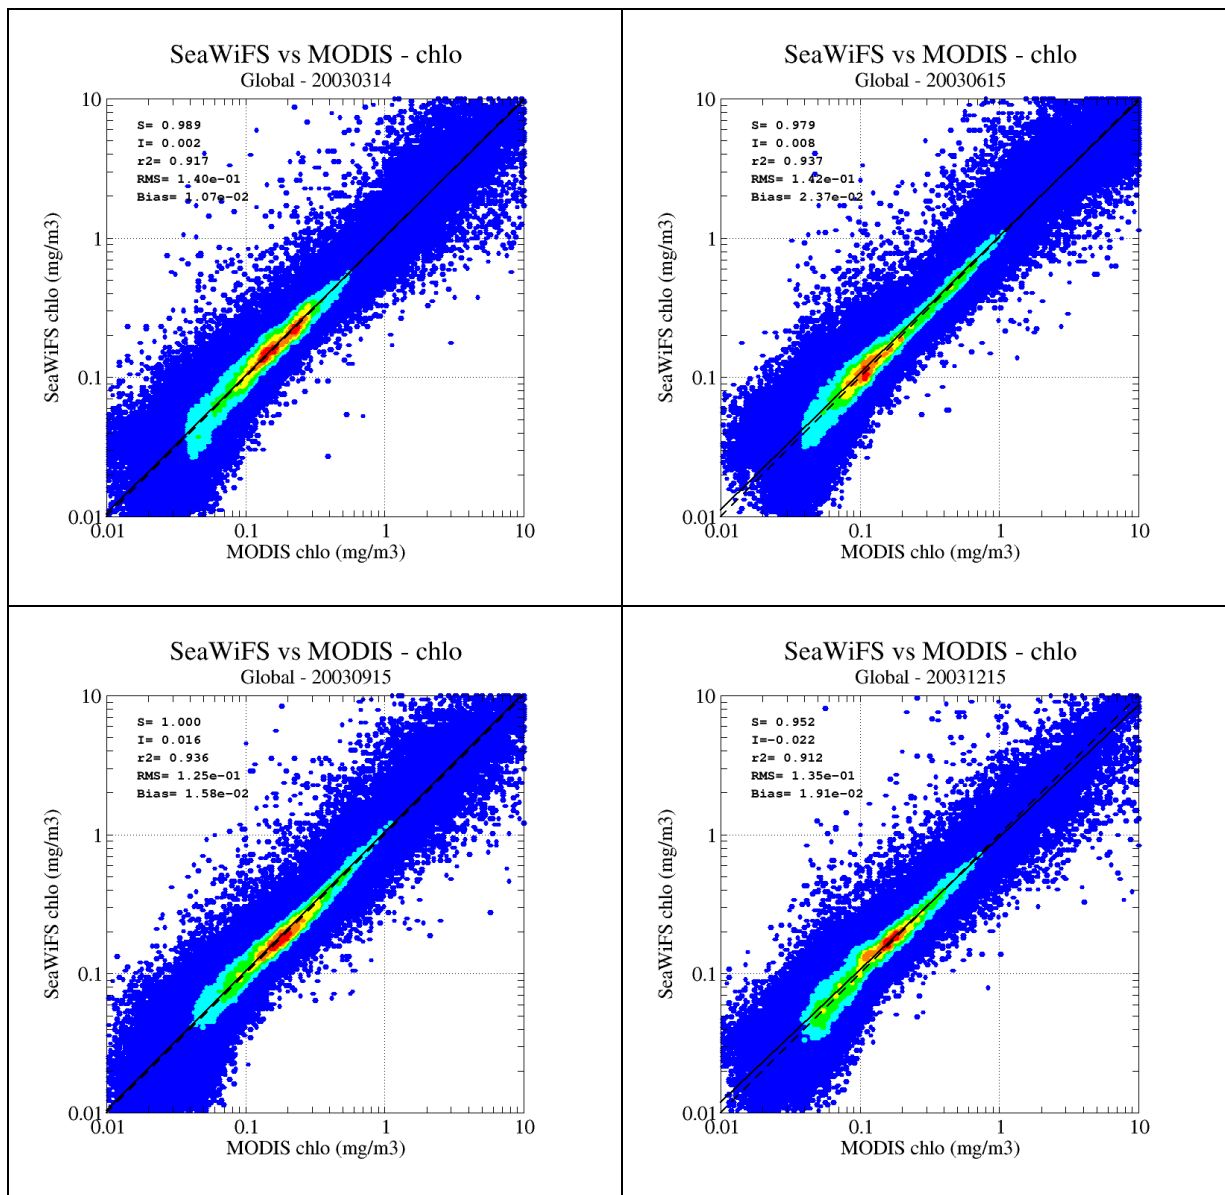 SeaWiFS vs MODIS - chlo
Global - 20030314
10
S= 0.989
I= 0.002
r2= 0.917
RMS= 1.40e-01
Bias= 1.07e-02
SeaWiFS chlo (mg/m3)
1
0.1
0.01
0.01 0.1 1 10
MODIS chlo (mg/m3)
SeaWiFS vs MODIS - chlo
Global - 20030615
10
S= 0.979
I= 0.008
r2= 0.937
RMS= 1.42e-01
Bias= 2.37e-02
SeaWiFS chlo (mg/m3)
1
0.1
0.01
0.01 0.1 1 10
MODIS chlo (mg/m3)
SeaWiFS vs MODIS - chlo
Global - 20030915
10
S= 1.000
I= 0.016
r2= 0.936
RMS= 1.25e-01
Bias= 1.58e-02
SeaWiFS chlo (mg/m3)
1
0.1
0.01
0.01 0.1 1 10
MODIS chlo (mg/m3)
SeaWiFS vs MODIS - chlo
Global - 20031215
10
S= 0.952
I=-0.022
r2= 0.912
RMS= 1.35e-01
Bias= 1.91e-02
SeaWiFS chlo (mg/m3)
1
0.1
0.01
0.01 0.1 1 10
MODIS chlo (mg/m3)